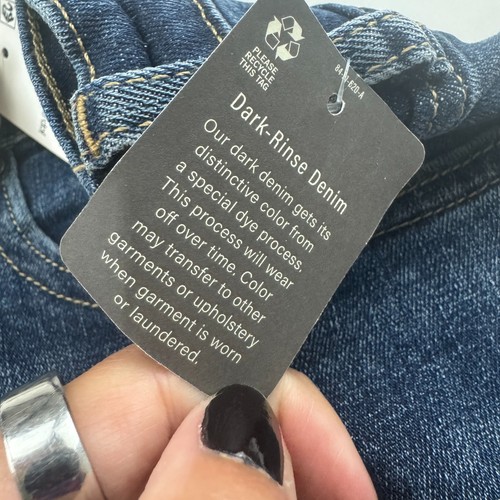 PLEASE
RECYCLE
THIS TAG
Dark-Rinse Denim
Our dark denim gets its
distinctive color from
a special dye process.
This process will wear
off over time. Color
may transfer to other
garments or upholstery
when garment is worn
or laundered.